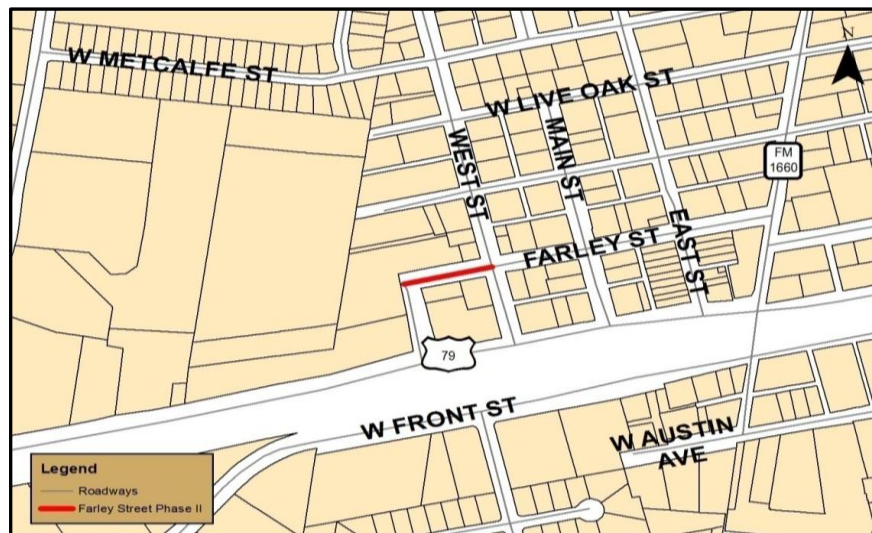 N
W METCALFE ST
W LIVE OAK ST
WEST ST
MAIN ST
FM
1660
FARLEY ST
EAST ST
79
W FRONT ST
W AUSTIN
AVE
Legend
Roadways
Farley Street Phase II